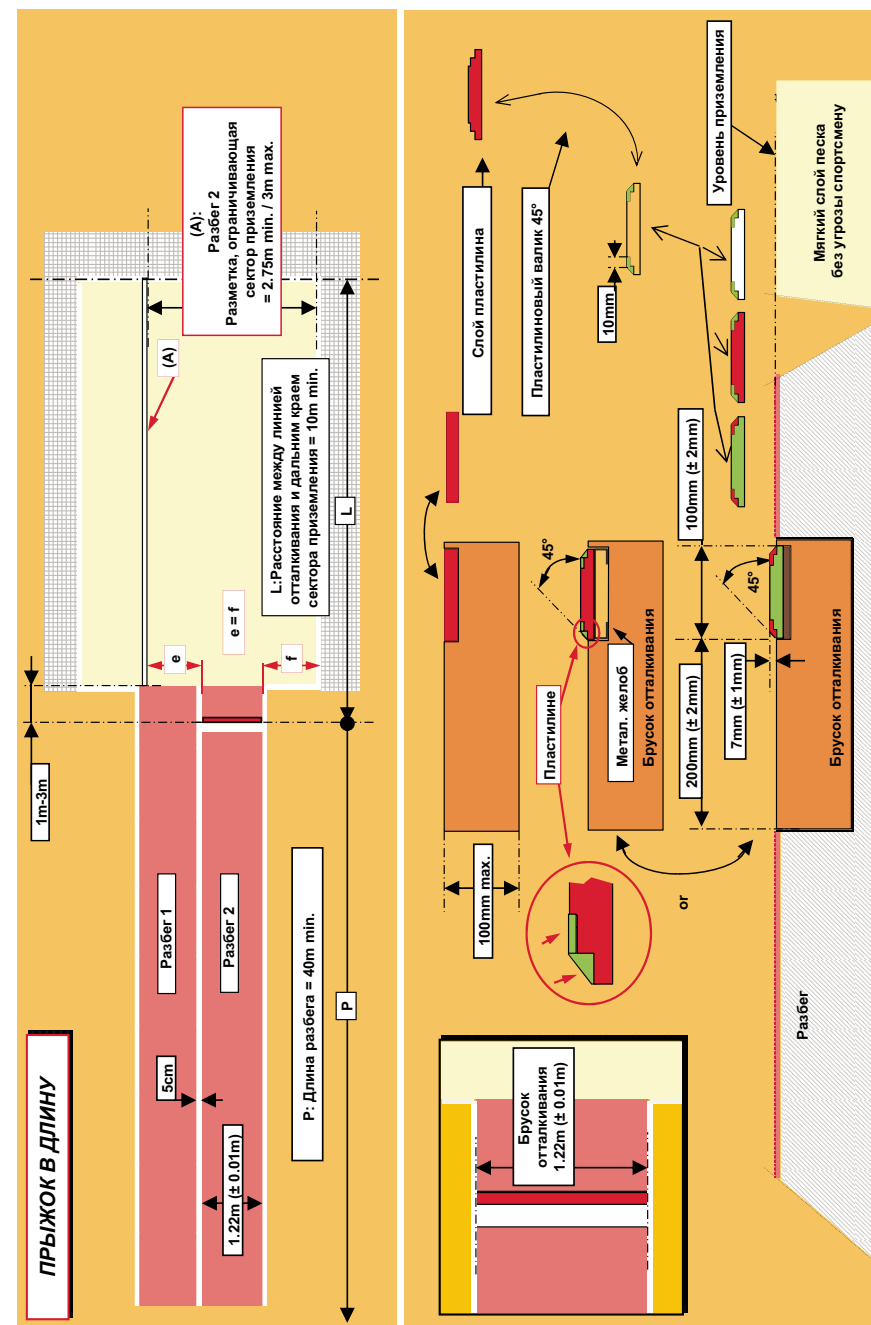 ПРЫЖОК В ДЛИНУ
1m-3m
Разбег 1
Разбег 2
5cm
1.22m (± 0.01m)
P: Длина разбега = 40m min.
P
L
e
e = f
f
(A)
(A):
Разбег 2
Разметка, ограничивающая
сектор приземления
= 2.75m min. / 3m max.
L:Расстояние между линией
отталкивания и дальним краем
сектора приземления = 10m min.
Брусок
отталкивания
1.22m (± 0.01m)
100mm max.
Пластилине
Метал. желоб
Брусок отталкивания
45°
or
Слой пластилина
Пластилиновый валик 45°
10mm
100mm (± 2mm)
200mm (± 2mm)
7mm (± 1mm)
45°
Брусок отталкивания
Разбег
Уровень приземления
Мягкий слой песка
без угрозы спортсмену